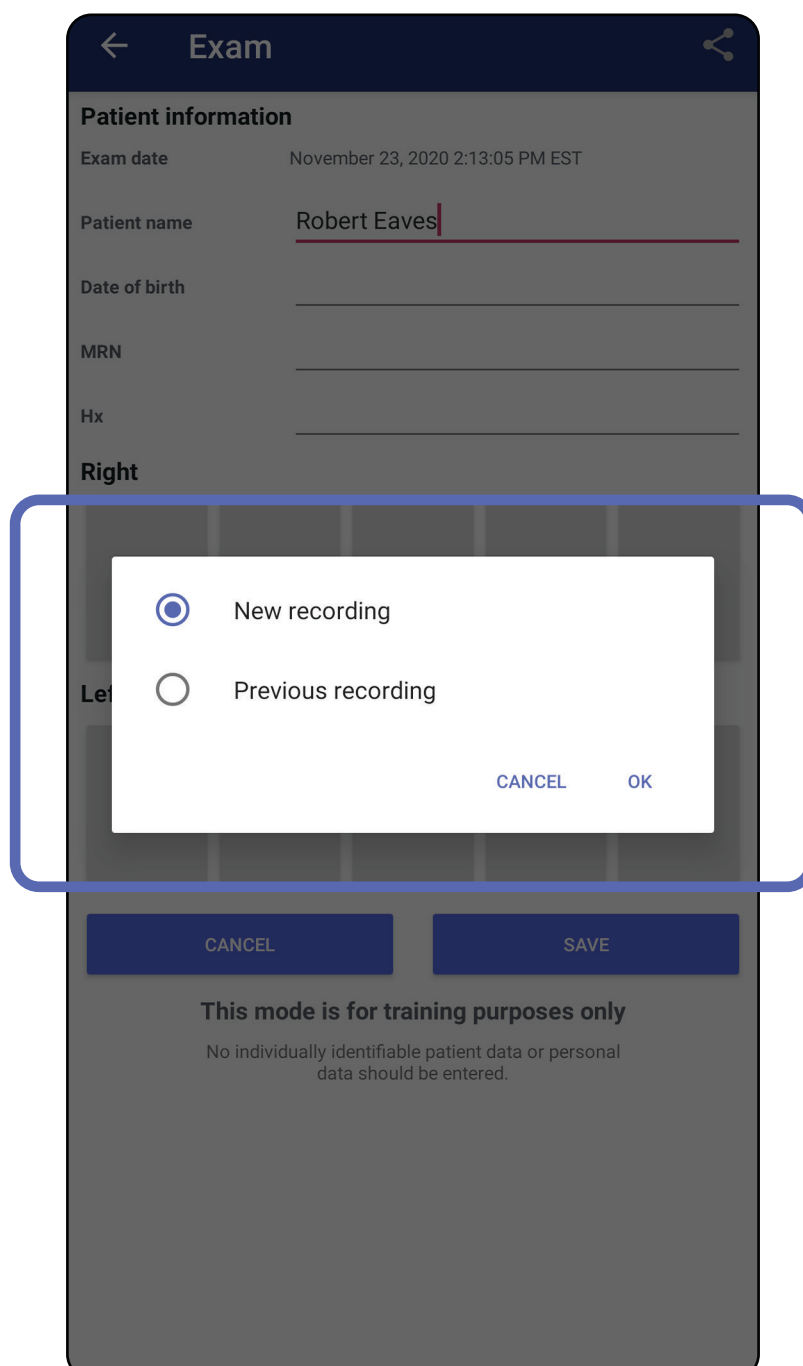 Exam
Patient information
Exam date November 23, 2020 2:13:05 PM EST
Patient name Robert Eaves
Date of birth
MRN
Hx
Right
New recording
Previous recording
CANCEL OK
CANCEL SAVE
This mode is for training purposes only
No individually identifiable patient data or personal
data should be entered.